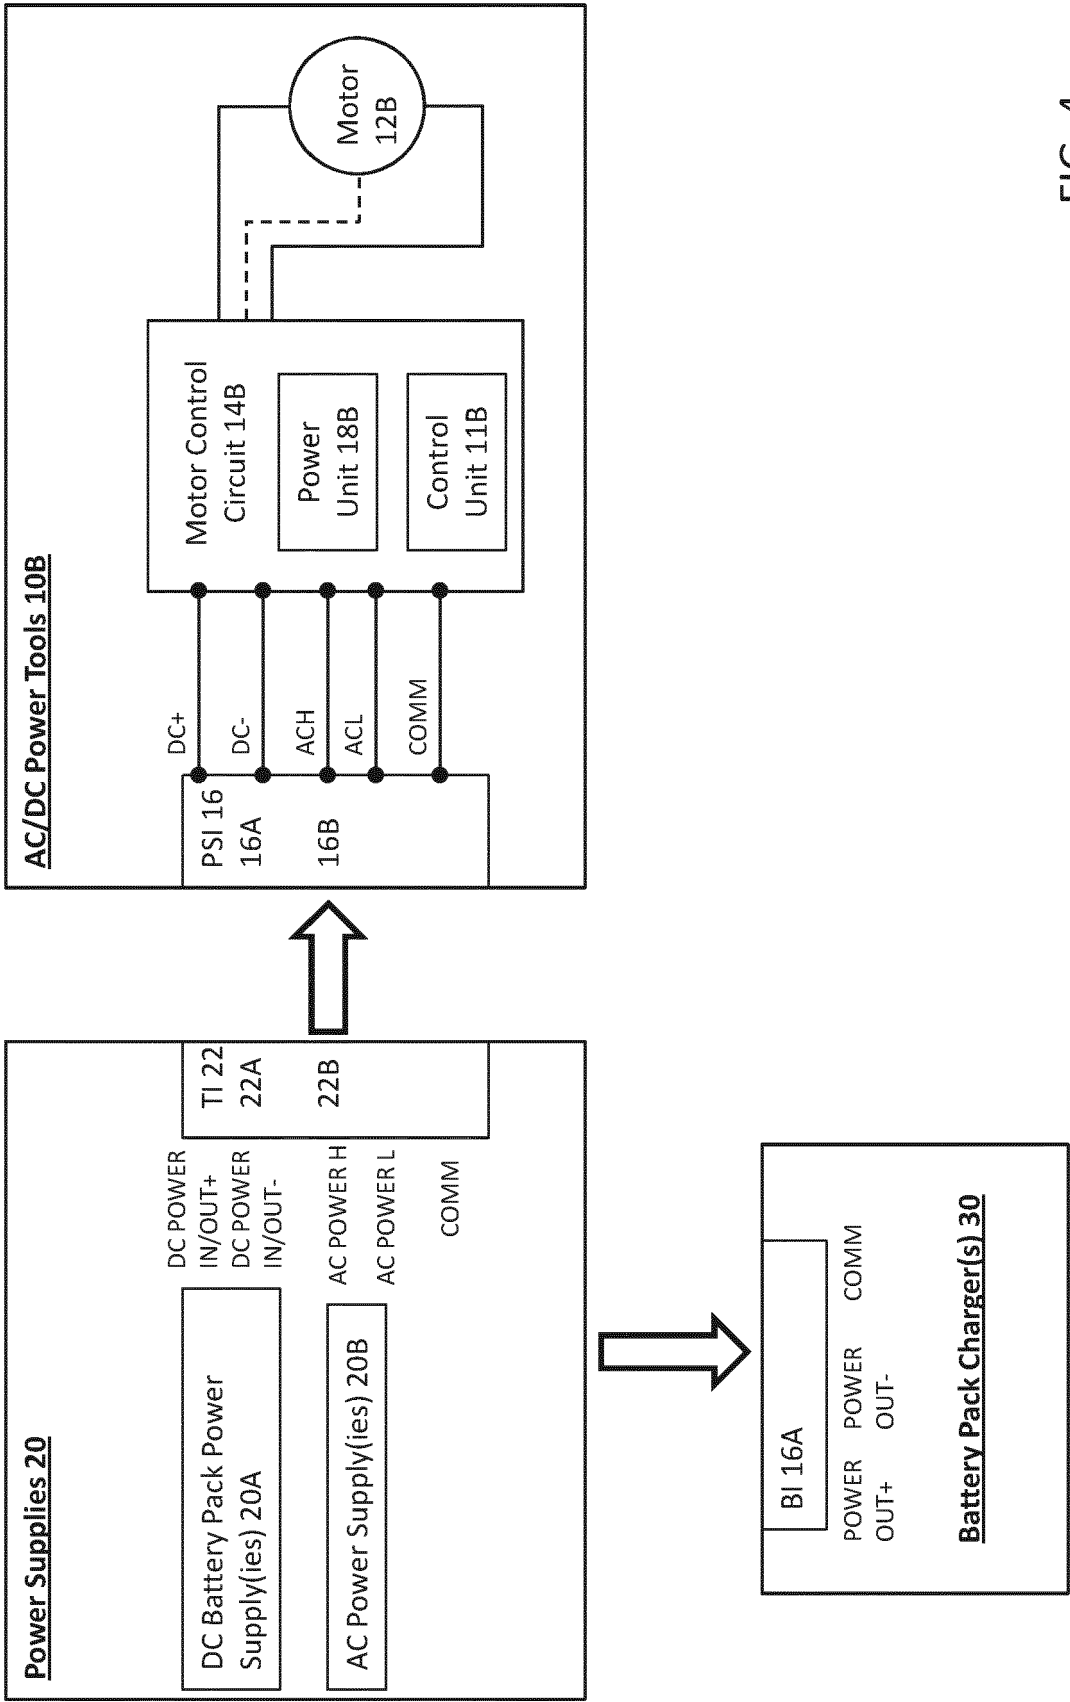 Power Supplies 20
DC Battery Pack Power
Supply(ies) 20A
AC Power Supply(ies) 20B
DC POWER
IN/OUT+
DC POWER
IN/OUT-
AC POWER H
AC POWER L
COMM
TI 22
22A
22B
AC/DC Power Tools 10B
PSI 16
16A
16B
DC+
DC-
ACH
ACL
COMM
Motor Control
Circuit 14B
Power
Unit 18B
Control
Unit 11B
Motor
12B
BI 16A
POWER
OUT+
POWER
OUT-
COMM
Battery Pack Charger(s) 30
FIG. 4